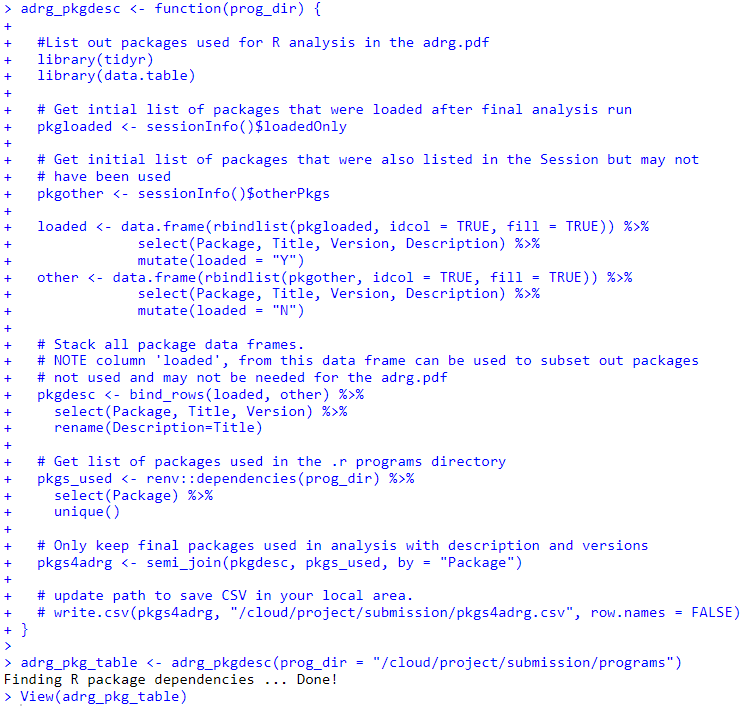 > adrg_pkgdesc <- function(prog_dir) {
+
+   #List out packages used for R analysis in the adrg.pdf
+   library(tidyr)
+   library(data.table)
+
+   # Get intial list of packages that were loaded after final analysis run
+   pkgloaded <- sessionInfo()$loadedOnly
+
+   # Get initial list of packages that were also listed in the Session but may not
+   # have been used
+   pkgother <- sessionInfo()$otherPkgs
+
+   loaded <- data.frame(rbindlist(pkgloaded, idcol = TRUE, fill = TRUE)) %>%
+               select(Package, Title, Version, Description) %>%
+               mutate(loaded = "Y")
+   other <- data.frame(rbindlist(pkgother, idcol = TRUE, fill = TRUE)) %>%
+               select(Package, Title, Version, Description) %>%
+               mutate(loaded = "N")
+
+   # Stack all package data frames.
+   # NOTE column 'loaded', from this data frame can be used to subset out packages
+   # not used and may not be needed for the adrg.pdf
+   pkgdesc <- bind_rows(loaded, other) %>%
+     select(Package, Title, Version) %>%
+     rename(Description=Title)
+
+   # Get list of packages used in the .r programs directory
+   pkgs_used <- renv::dependencies(prog_dir) %>%
+     select(Package) %>%
+     unique()
+
+   # Only keep final packages used in analysis with description and versions
+   pkgs4adrg <- semi_join(pkgdesc, pkgs_used, by = "Package")
+
+   # update path to save CSV in your local area.
+   # write.csv(pkgs4adrg, "/cloud/project/submission/pkgs4adrg.csv", row.names = FALSE)
+ }
>
> adrg_pkg_table <- adrg_pkgdesc(prog_dir = "/cloud/project/submission/programs")
Finding R package dependencies ... Done!
> View(adrg_pkg_table)